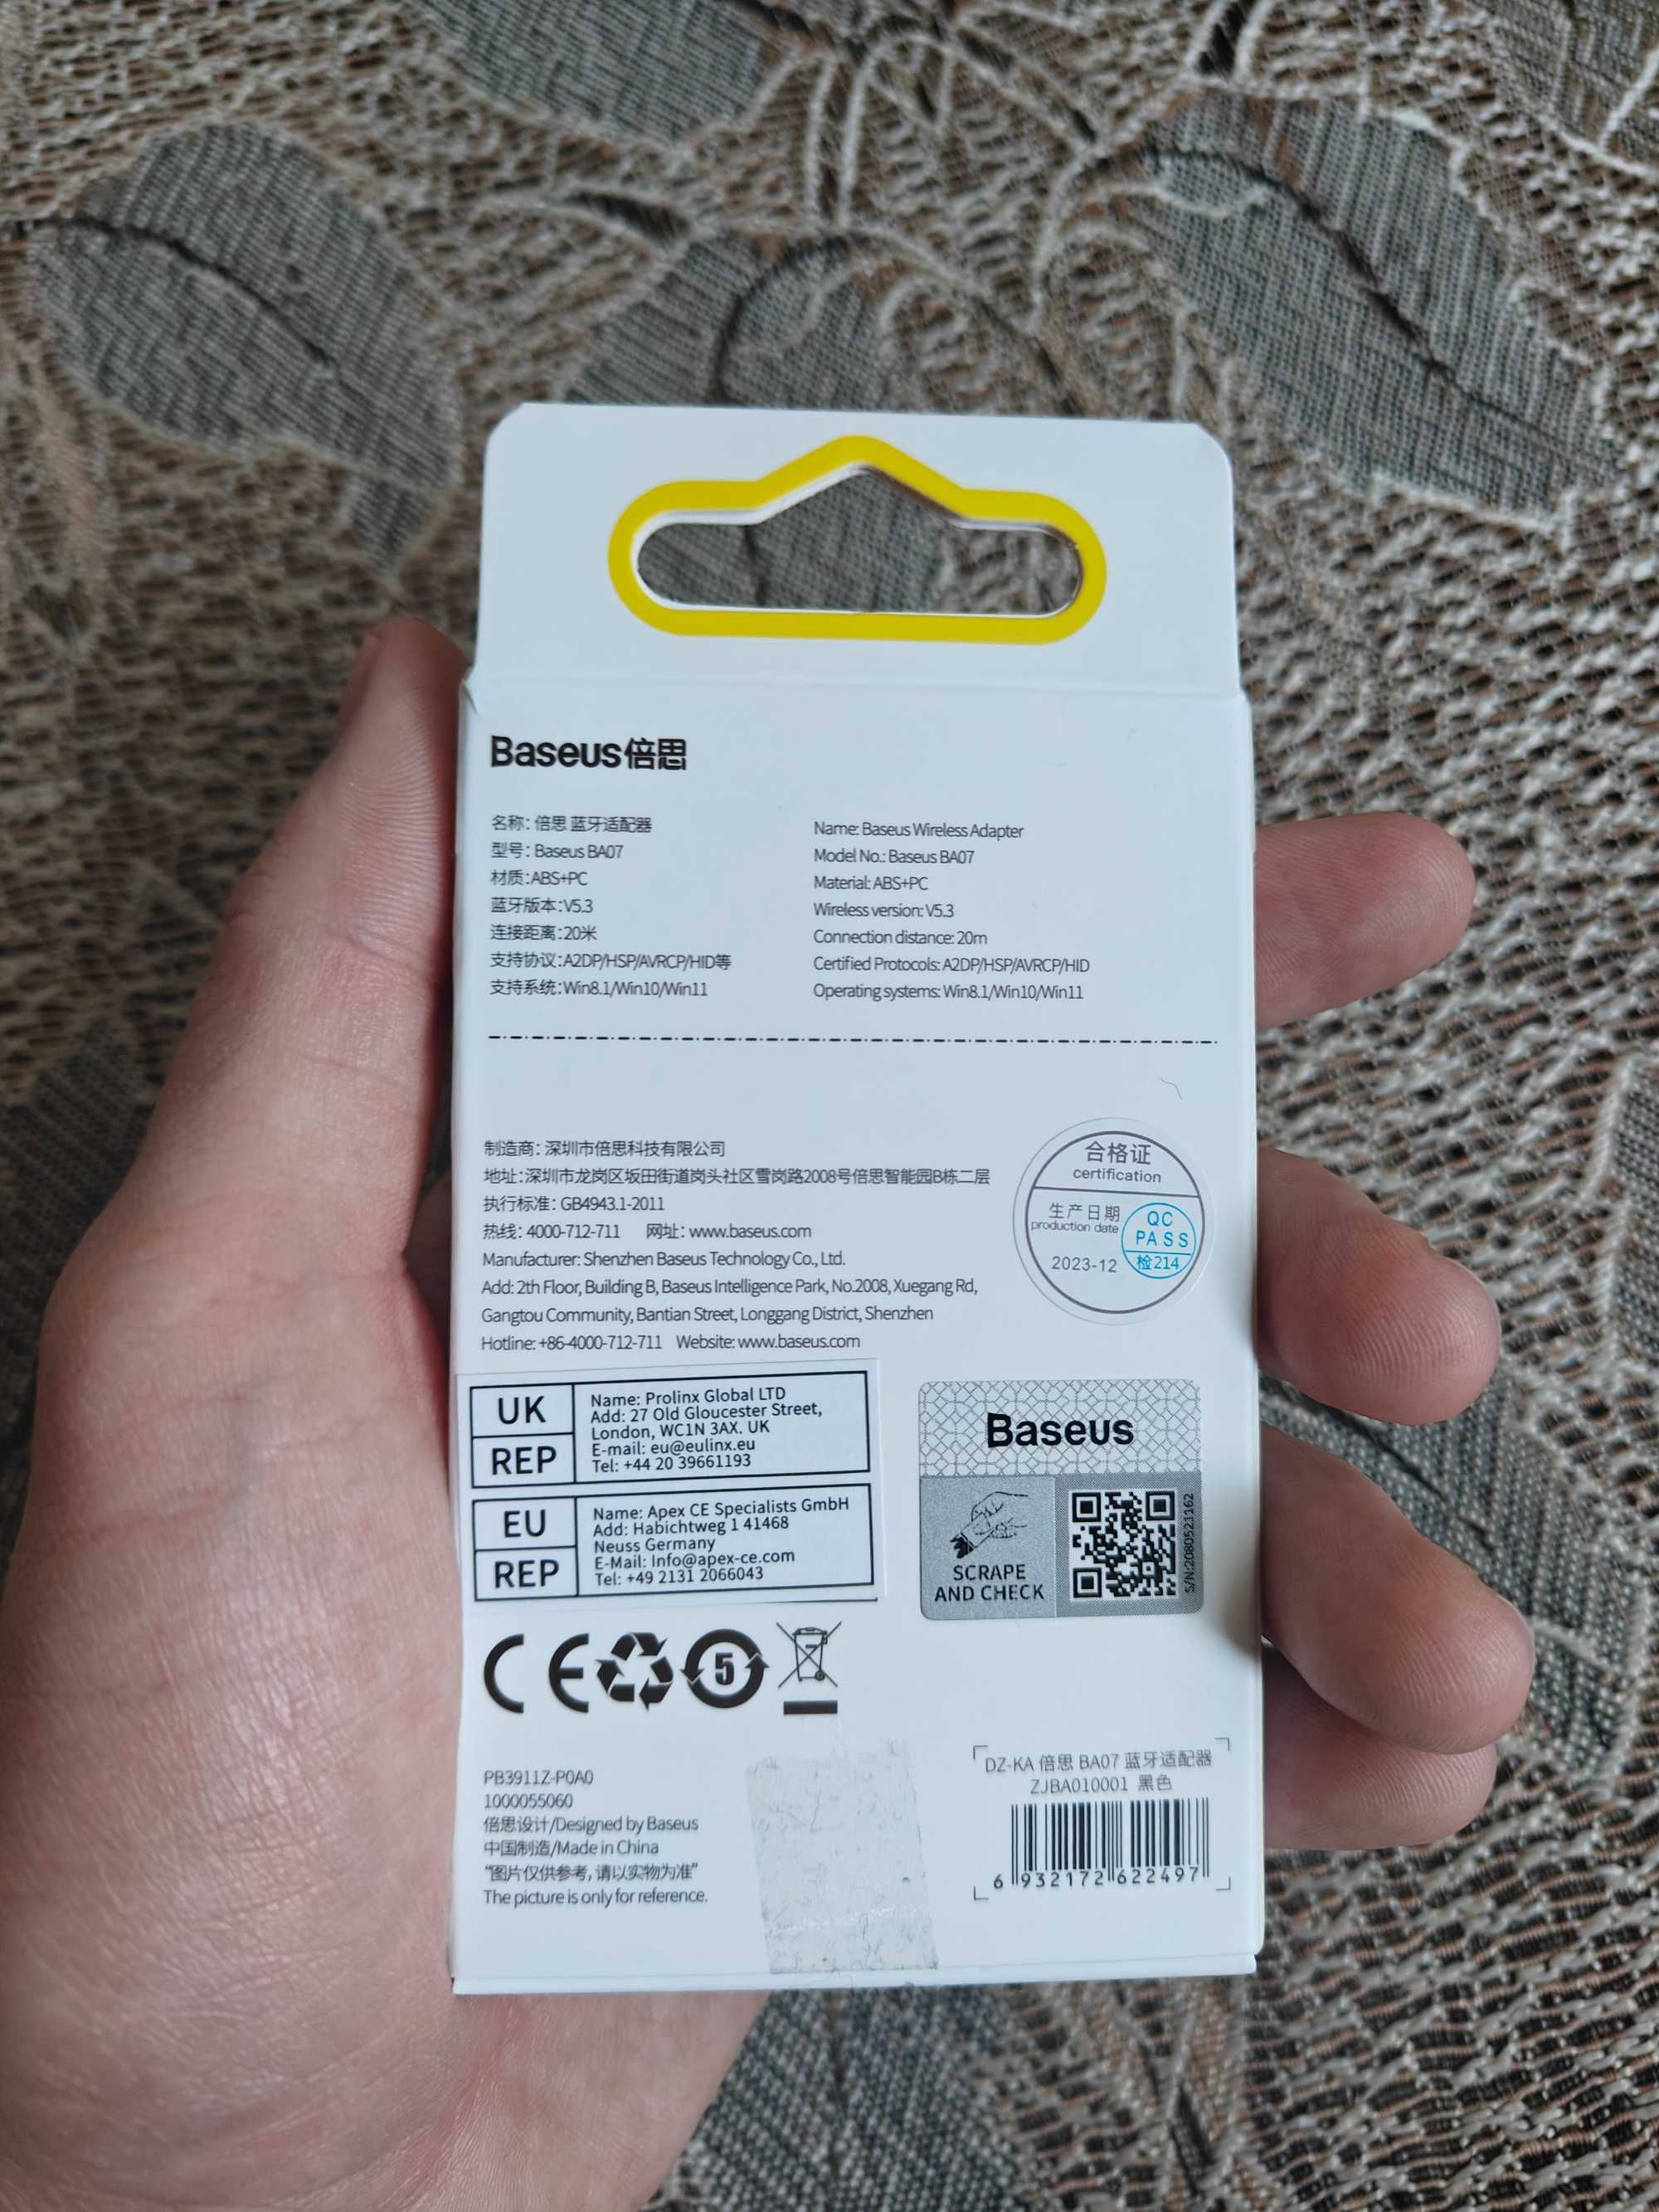 Baseus倍思
名称: 倍思 蓝牙适配器
型号: Baseus BA07
材质:ABS+PC
蓝牙版本:V5.3
连接距离:20米
支持协议:A2DP/HSP/AVRCP/HID等
支持系统:Win8.1/Win10/Win11
Name: Baseus Wireless Adapter
Model No.: Baseus BA07
Material: ABS+PC
Wireless version: V5.3
Connection distance: 20m
Certified Protocols: A2DP/HSP/AVRCP/HID
Operating systems: Win8.1/Win10/Win11
制造商: 深圳市倍思科技有限公司
地址:深圳市龙岗区坂田街道岗头社区雪岗路2008号倍思智能园B栋二层
执行标准: GB4943.1-2011
热线: 4000-712-711 网址: www.baseus.com
Manufacturer: Shenzhen Baseus Technology Co., Ltd.
Add: 2th Floor, Building B, Baseus Intelligence Park, No.2008, Xuegang Rd,
Gangtou Community, Bantian Street, Longgang District, Shenzhen
Hotline: +86-4000-712-711 Website: www.baseus.com
合格证
certification
生产日期
production date
2023-12
QC
PASS
检214
UK
REP
Name: Prolinx Global LTD
Add: 27 Old Gloucester Street,
London, WC1N 3AX. UK
E-mail: eu@eulinx.eu
Tel: +44 20 39661193
EU
REP
Name: Apex CE Specialists GmbH
Add: Habichtweg 1 41468
Neuss Germany
E-Mail: Info@apex-ce.com
Tel: +49 2131 2066043
Baseus
SCRAPE
AND CHECK
S/N:2080521162
CE
5
PB3911Z-P0A0
1000055060
倍思设计/Designed by Baseus
中国制造/Made in China
"图片仅供参考, 请以实物为准"
The picture is only for reference.
DZ-KA 倍思 BA07 蓝牙适配器
ZJBA010001 黑色
6 932172 622497